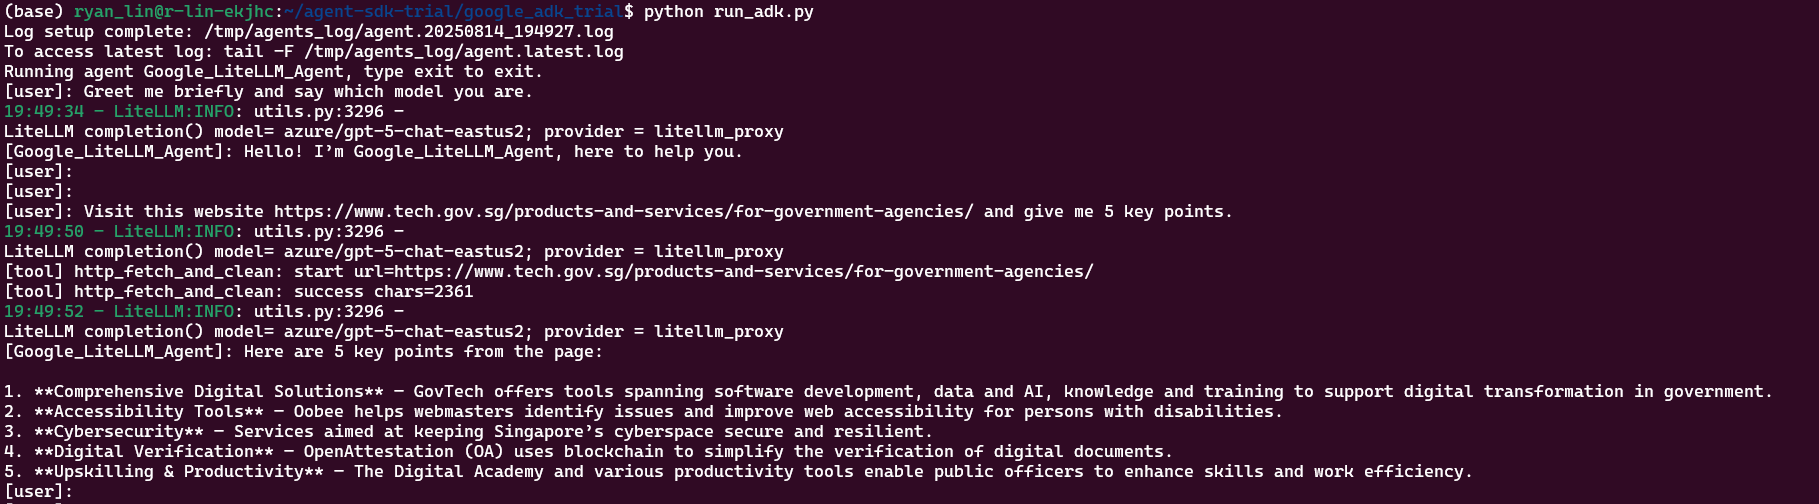 (base) ryan_lin@r-lin-ekjhc:~/agent-sdk-trial/google_adk_trial$ python run_adk.py
Log setup complete: /tmp/agents_log/agent.20250814_194927.log
To access latest log: tail -F /tmp/agents_log/agent.latest.log
Running agent Google_LiteLLM_Agent, type exit to exit.
[user]: Greet me briefly and say which model you are.
19:49:34 - LiteLLM:INFO: utils.py:3296 -
LiteLLM completion() model= azure/gpt-5-chat-eastus2; provider = litellm_proxy
[Google_LiteLLM_Agent]: Hello! I’m Google_LiteLLM_Agent, here to help you.
[user]:
[user]:
[user]: Visit this website https://www.tech.gov.sg/products-and-services/for-government-agencies/ and give me 5 key points.
19:49:50 - LiteLLM:INFO: utils.py:3296 -
LiteLLM completion() model= azure/gpt-5-chat-eastus2; provider = litellm_proxy
[tool] http_fetch_and_clean: start url=https://www.tech.gov.sg/products-and-services/for-government-agencies/
[tool] http_fetch_and_clean: success chars=2361
19:49:52 - LiteLLM:INFO: utils.py:3296 -
LiteLLM completion() model= azure/gpt-5-chat-eastus2; provider = litellm_proxy
[Google_LiteLLM_Agent]: Here are 5 key points from the page:
1. **Comprehensive Digital Solutions** – GovTech offers tools spanning software development, data and AI, knowledge and training to support digital transformation in government.
2. **Accessibility Tools** – Oobee helps webmasters identify issues and improve web accessibility for persons with disabilities.
3. **Cybersecurity** – Services aimed at keeping Singapore’s cyberspace secure and resilient.
4. **Digital Verification** – OpenAttestation (OA) uses blockchain to simplify the verification of digital documents.
5. **Upskilling & Productivity** – The Digital Academy and various productivity tools enable public officers to enhance skills and work efficiency.
[user]: